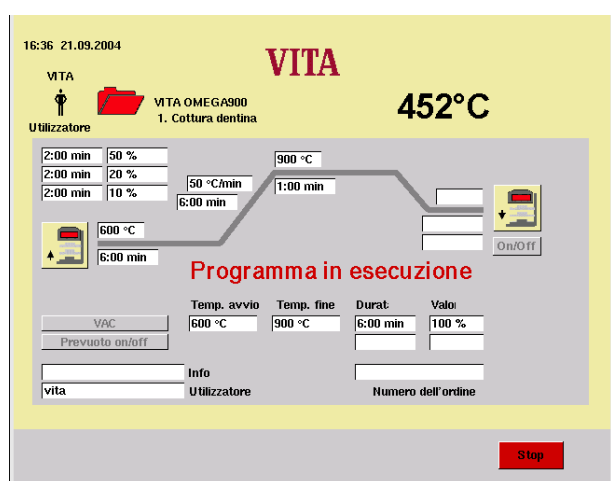 16:36 21.09.2004
VITA
VITA
Utilizzatore
VITA OMEGA900
1. Cottura dentina
452°C
2:00 min 50 %
2:00 min 20 %
2:00 min 10 %
50 °C/min
6:00 min
900 °C
1:00 min
600 °C
6:00 min
On/Off
Programma in esecuzione
Temp. avvio Temp. fine Durat Valo
VAC 600 °C 900 °C 6:00 min 100 %
Prevuoto on/off
Info
vita Utilizzatore Numero dell'ordine
Stop